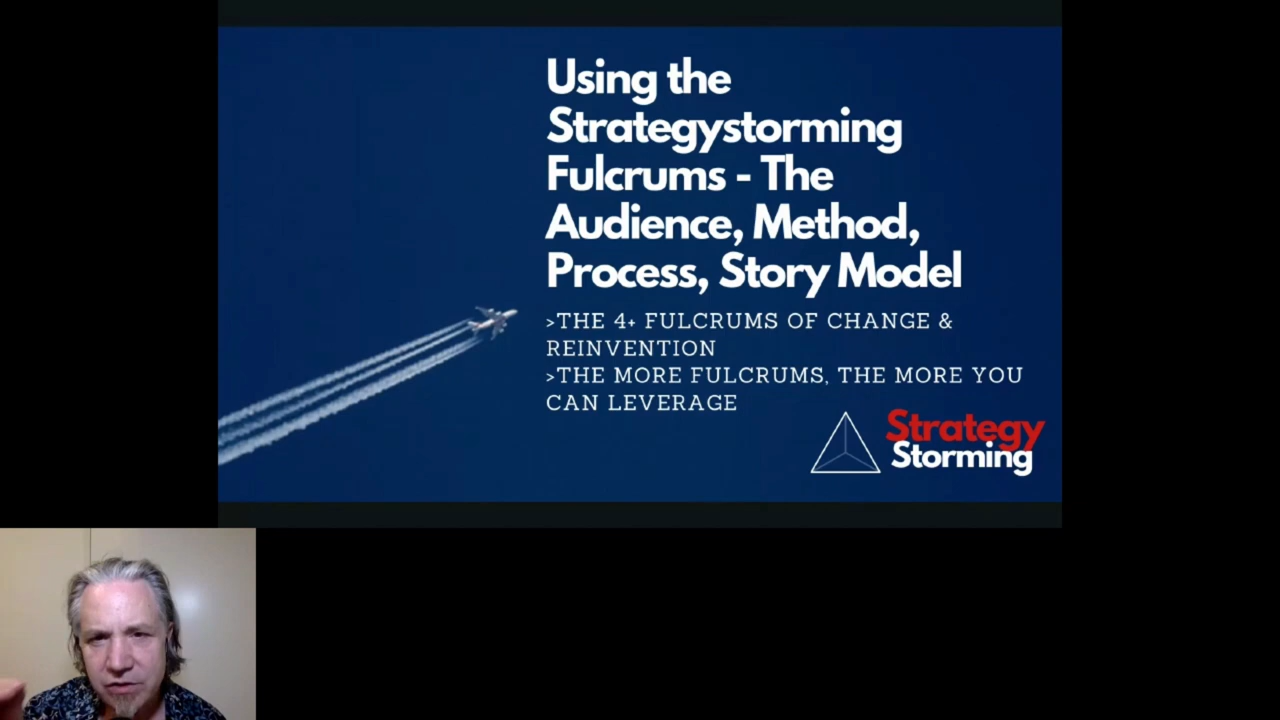 Using the
Strategystorming
Fulcrums - The
Audience, Method,
Process, Story Model
>THE 4+ FULCRUMS OF CHANGE &
REINVENTION
>THE MORE FULCRUMS, THE MORE YOU
CAN LEVERAGE
Strategy
Storming